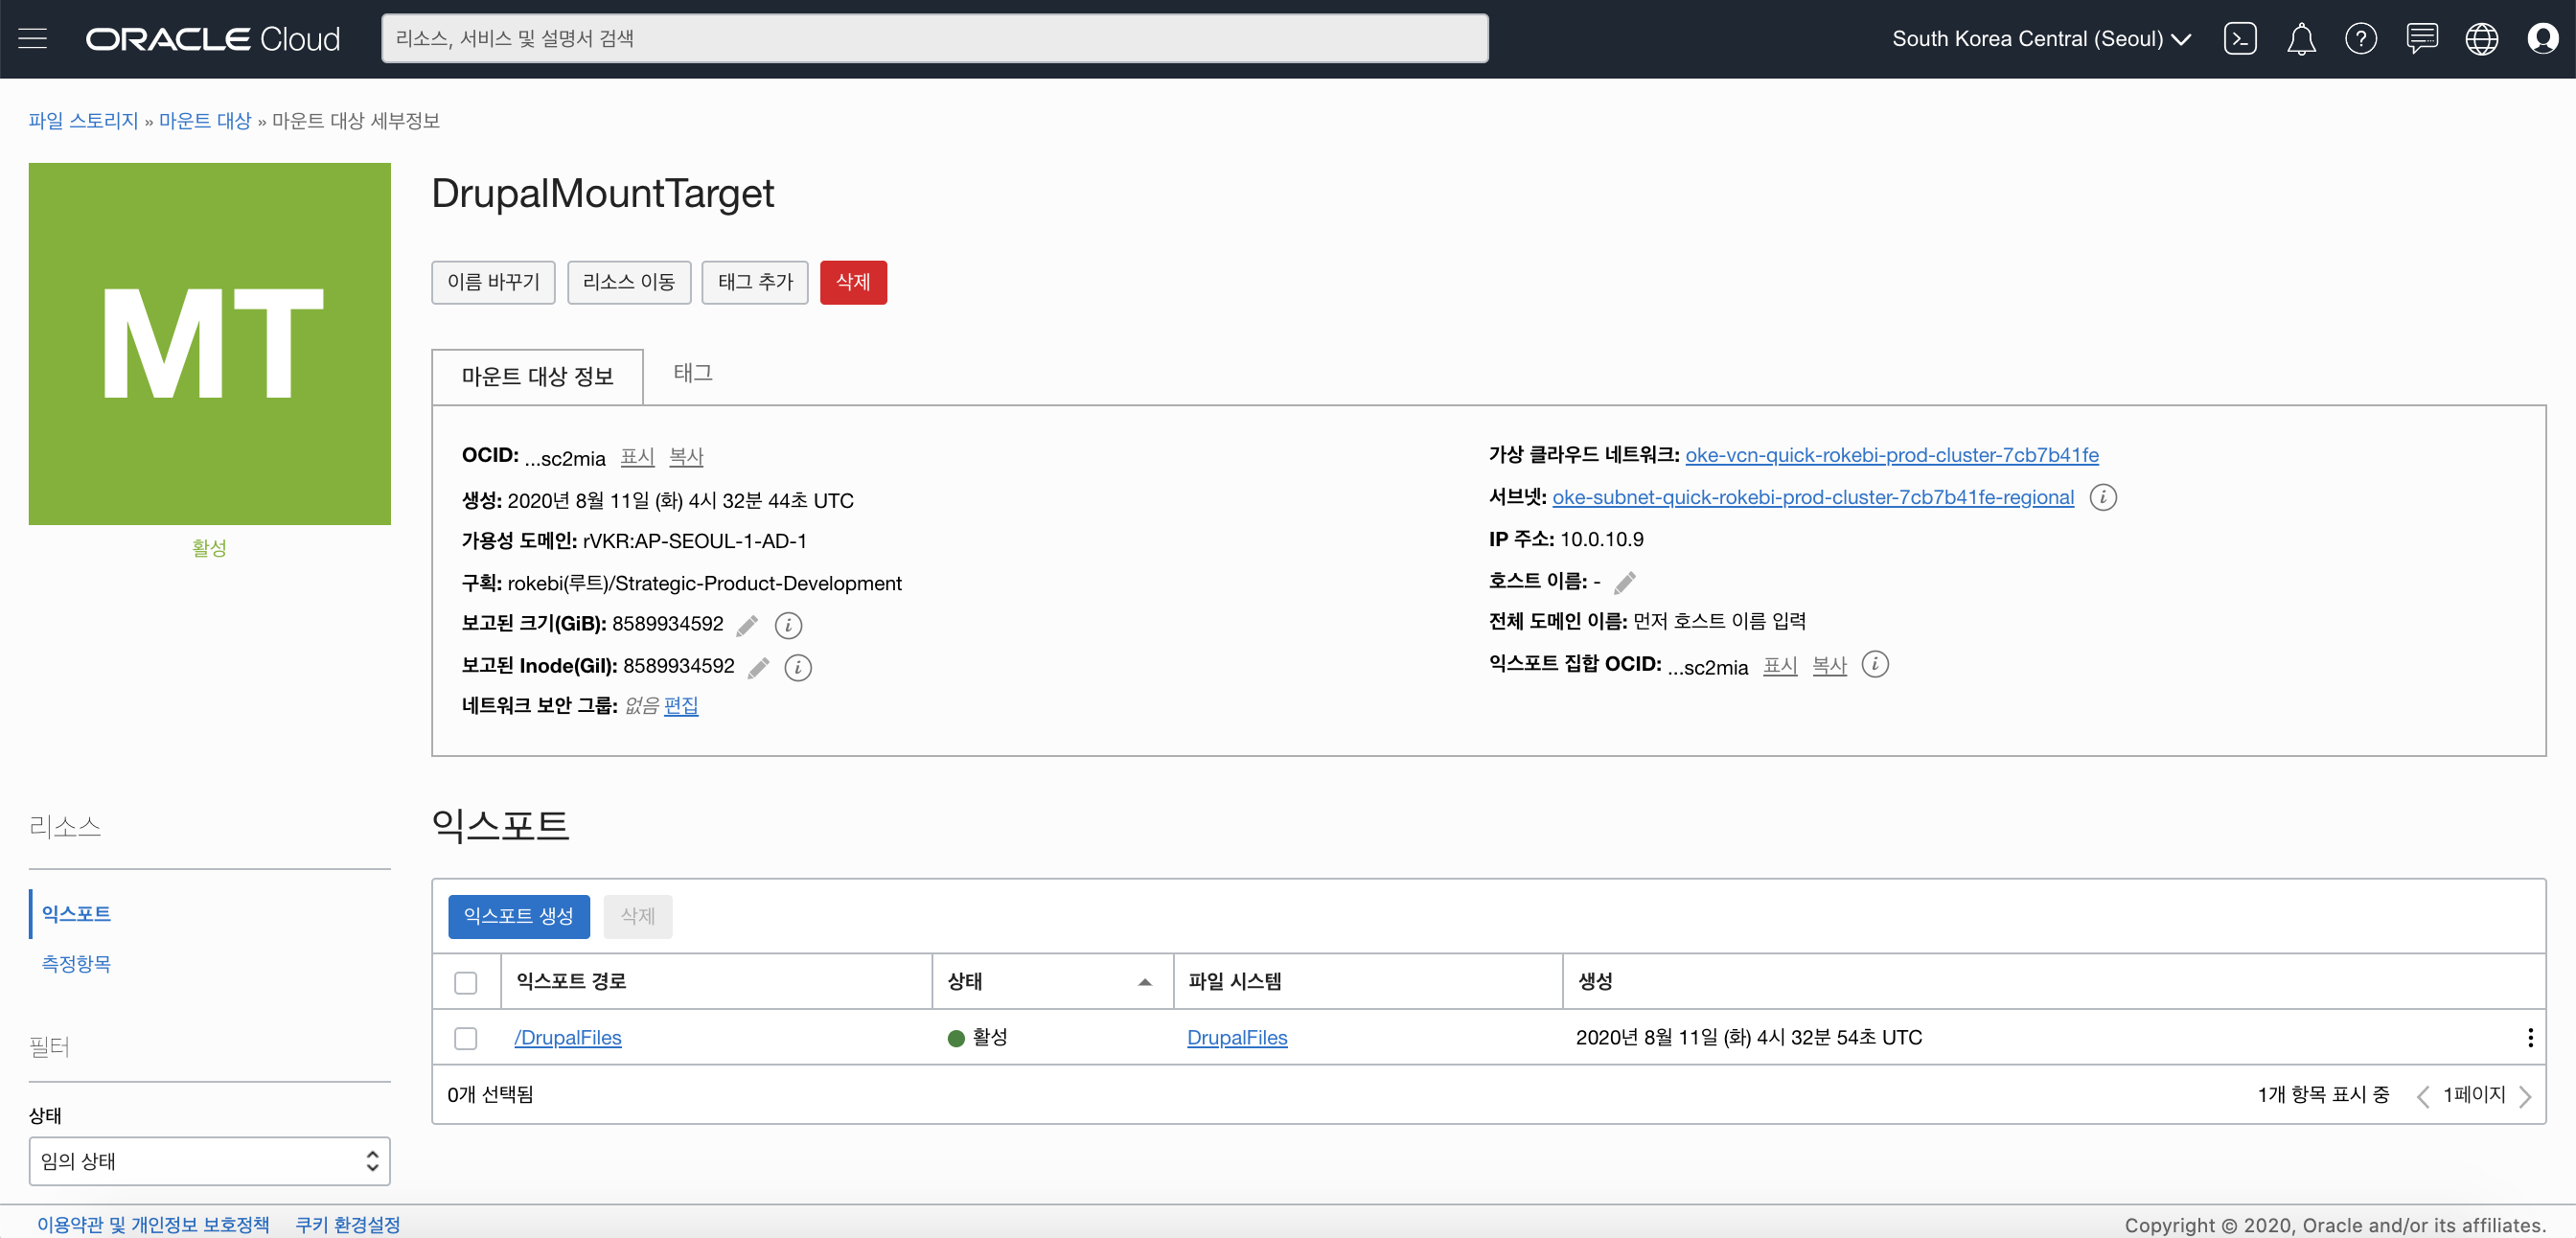 ORACLE Cloud
리소스, 서비스 및 설명서 검색
South Korea Central (Seoul)
파일 스토리지 » 마운트 대상 » 마운트 대상 세부정보
MT
활성
DrupalMountTarget
이름 바꾸기 리소스 이동 태그 추가 삭제
마운트 대상 정보 태그
OCID: ...sc2mia 표시 복사
생성: 2020년 8월 11일 (화) 4시 32분 44초 UTC
가용성 도메인: rVKR:AP-SEOUL-1-AD-1
구획: rokebi(루트)/Strategic-Product-Development
보고된 크기(GiB): 8589934592
보고된 Inode(GiI): 8589934592
네트워크 보안 그룹: 없음 편집
가상 클라우드 네트워크: oke-vcn-quick-rokebi-prod-cluster-7cb7b41fe
서브넷: oke-subnet-quick-rokebi-prod-cluster-7cb7b41fe-regional
IP 주소: 10.0.10.9
호스트 이름: -
전체 도메인 이름: 먼저 호스트 이름 입력
익스포트 집합 OCID: ...sc2mia 표시 복사
리소스
익스포트
측정항목
필터
상태
임의 상태
익스포트
익스포트 생성 삭제
익스포트 경로 상태 파일 시스템 생성
/DrupalFiles 활성 DrupalFiles 2020년 8월 11일 (화) 4시 32분 54초 UTC
0개 선택됨 1개 항목 표시 중 1페이지
이용약관 및 개인정보 보호정책 쿠키 환경설정 Copyright © 2020, Oracle and/or its affiliates.